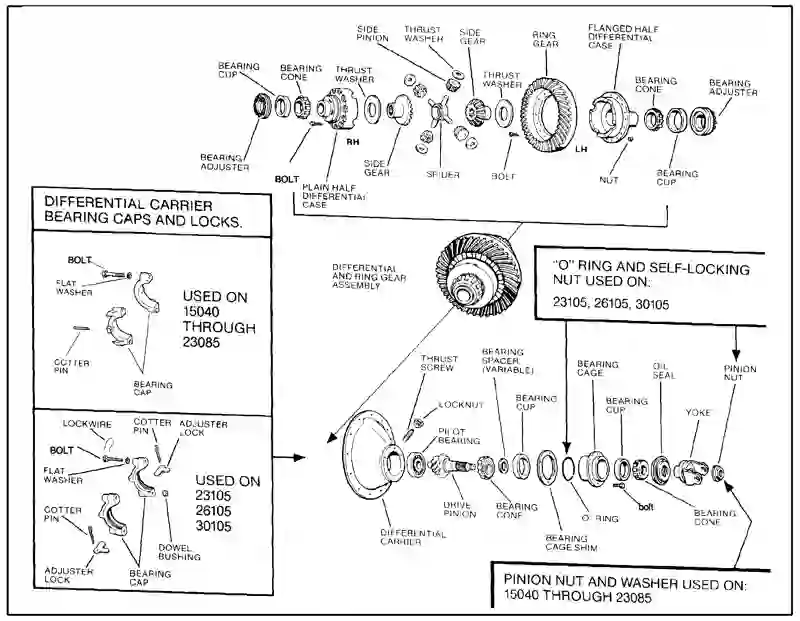 SIDE
PINION
THRUST
WASHER
SIDE
GEAR
RING
GEAR
FLANGED HALF
DIFFERENTIAL
CASE
BEARING
CUP
BEARING
CONE
THRUST
WASHER
THRUST
WASHER
BEARING
CONE
BEARING
ADJUSTER
BEARING
ADJUSTER
BOLT
RH
PLAIN HALF
DIFFERENTIAL
CASE
SIDE
GEAR
SPIDER
BOLT
LH
NUT
BEARING
CUP
DIFFERENTIAL CARRIER
BEARING CAPS AND LOCKS.
BOLT
FLAT
WASHER
USED ON
15040
THROUGH
23085
COTTER
PIN
BEARING
CAP
DIFFERENTIAL
AND RING GEAR
ASSEMBLY
"O" RING AND SELF-LOCKING
NUT USED ON:
23105, 26105, 30105
LOCKWIRE
COTTER
PIN
ADJUSTER
LOCK
BOLT
FLAT
WASHER
USED ON
23105
26105
30105
COTTER
PIN
DOWEL
BUSHING
ADJUSTER
LOCK
BEARING
CAP
THRUST
SCREW
BEARING
SPACER
(VARIABLE)
BEARING
CAGE
OIL
SEAL
PINION
NUT
LOCKNUT
BEARING
CUP
BEARING
CUP
YOKE
PILOT
BEARING
DRIVE
PINION
BEARING
CONE
O-RING
bolt
BEARING
CONE
DIFFERENTIAL
CARRIER
BEARING
CAGE SHIM
PINION NUT AND WASHER USED ON:
15040 THROUGH 23085